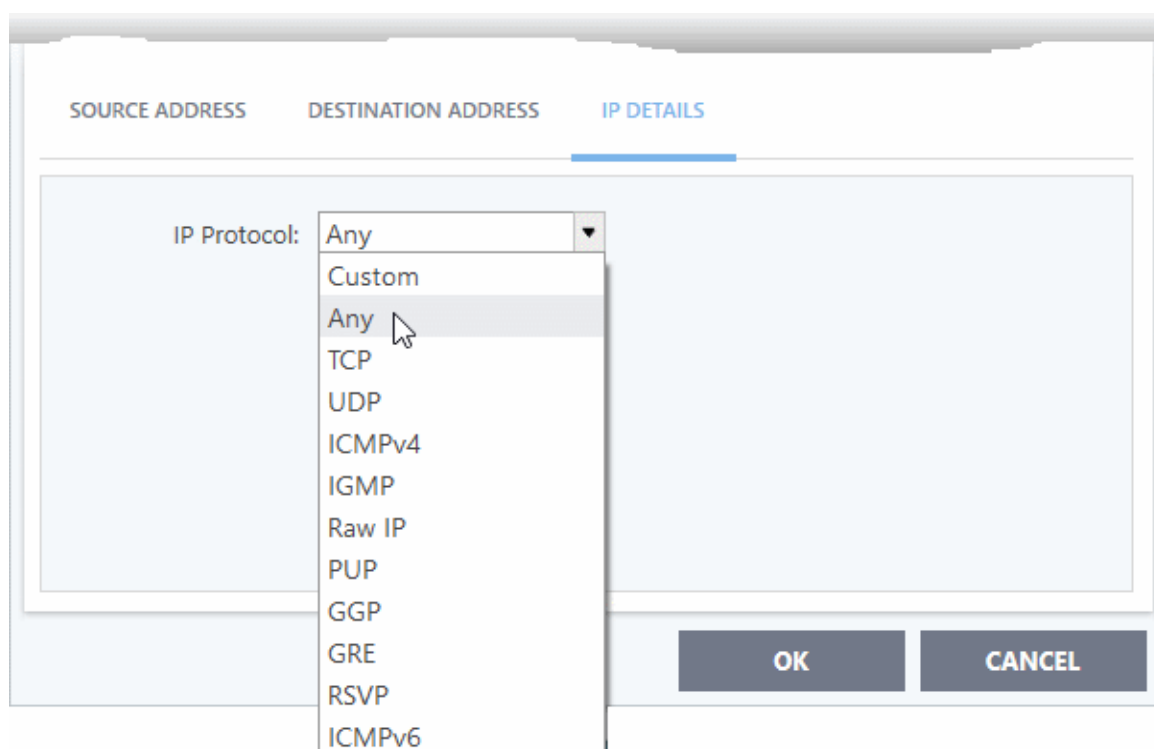 SOURCE ADDRESS DESTINATION ADDRESS IP DETAILS
IP Protocol: Any
Custom
Any
TCP
UDP
ICMPv4
IGMP
Raw IP
PUP
GGP
GRE
RSVP
ICMPv6
OK CANCEL